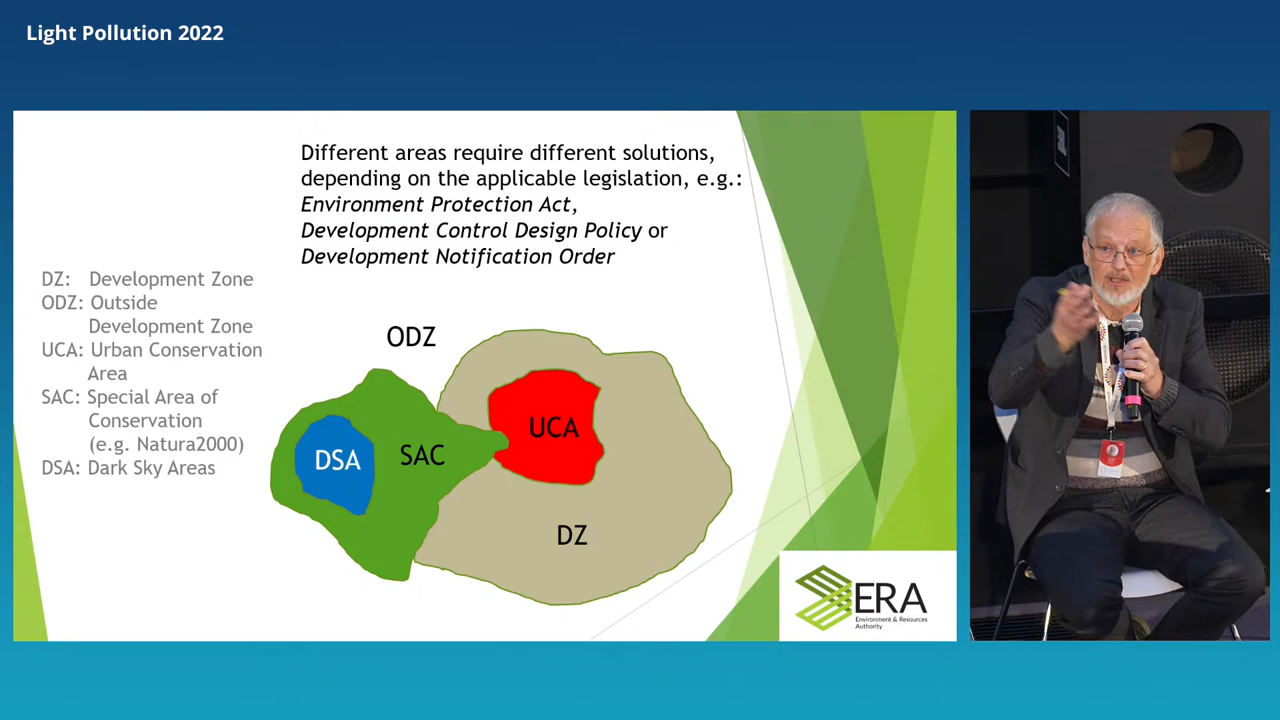 Light Pollution 2022
Different areas require different solutions,
depending on the applicable legislation, e.g.:
Environment Protection Act,
Development Control Design Policy or
Development Notification Order
DZ: Development Zone
ODZ: Outside
Development Zone
UCA: Urban Conservation
Area
SAC: Special Area of
Conservation
(e.g. Natura2000)
DSA: Dark Sky Areas
ODZ
UCA
DSA
SAC
DZ
ERA
Environment & Resources
Authority